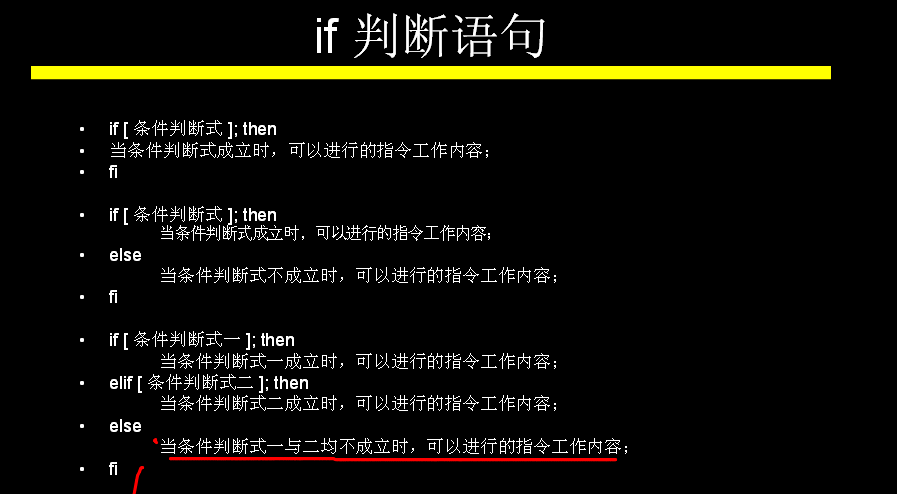 if 判断语句
• if [ 条件判断式 ]; then
• 当条件判断式成立时，可以进行的指令工作内容；
• fi
• if [ 条件判断式 ]; then
当条件判断式成立时，可以进行的指令工作内容；
• else
当条件判断式不成立时，可以进行的指令工作内容；
• fi
• if [ 条件判断式一 ]; then
当条件判断式一成立时，可以进行的指令工作内容；
• elif [ 条件判断式二 ]; then
当条件判断式二成立时，可以进行的指令工作内容；
• else
当条件判断式一与二均不成立时，可以进行的指令工作内容；
• fi